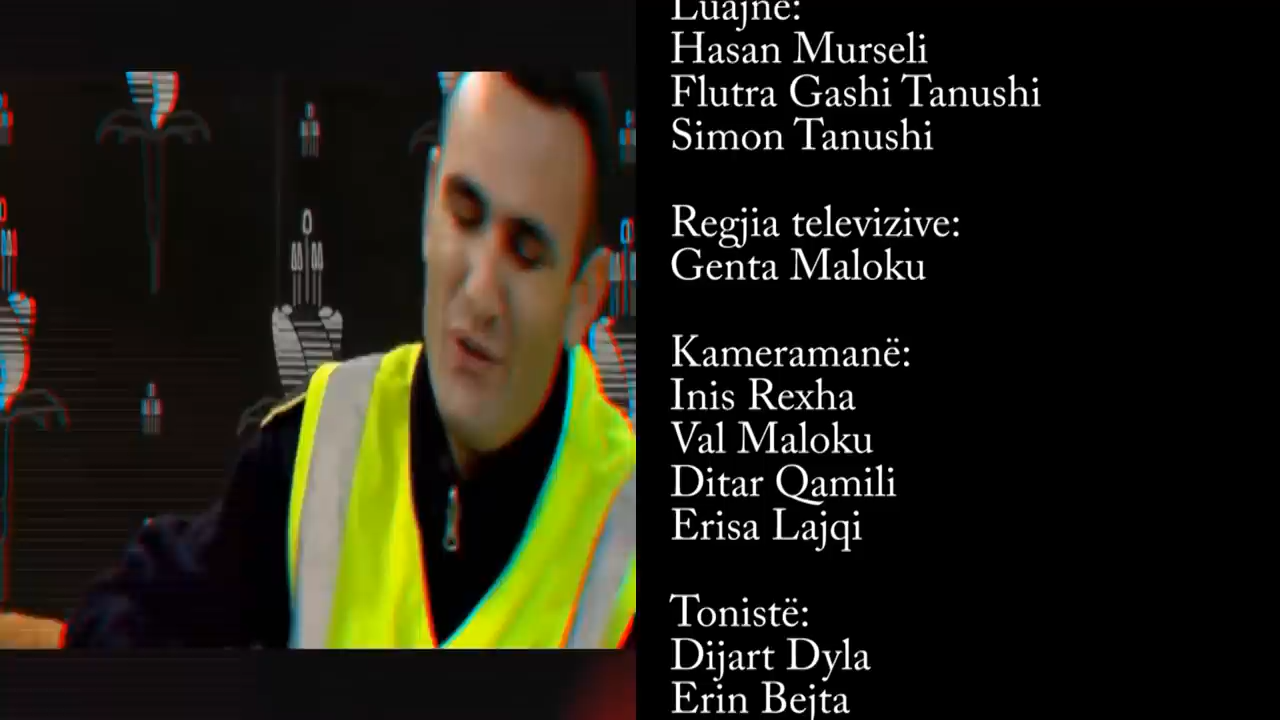 Luajnë:
Hasan Murseli
Flutra Gashi Tanushi
Simon Tanushi
Regjia televizive:
Genta Maloku
Kameramanë:
Inis Rexha
Val Maloku
Ditar Qamili
Erisa Lajqi
Tonistë:
Dijart Dyla
Erin Bejta